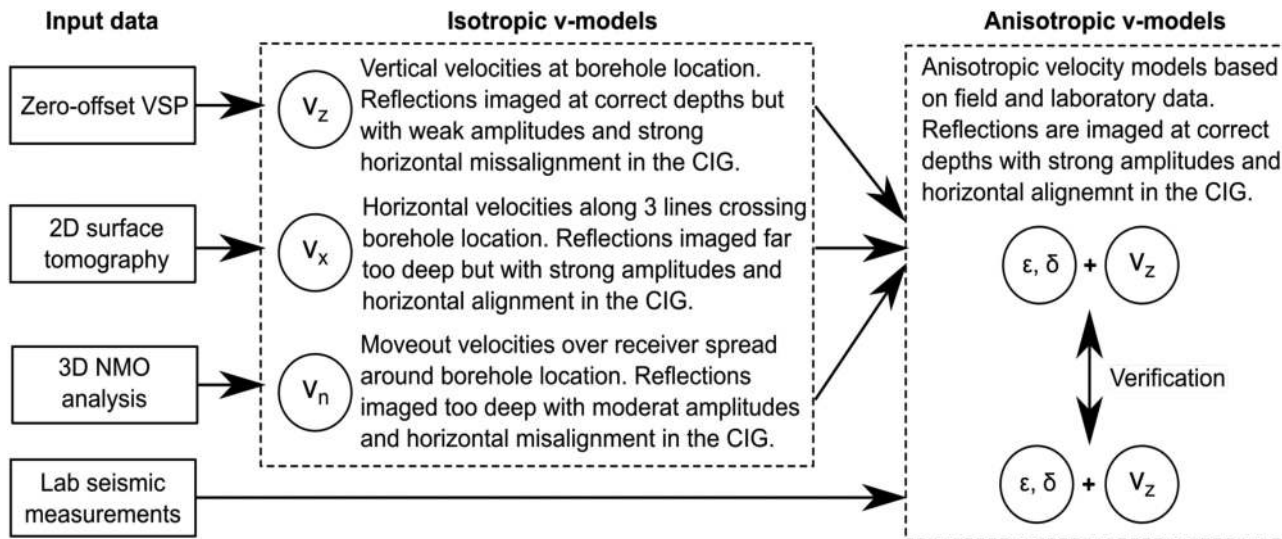 Input data
Isotropic v-models
Anisotropic v-models
Zero-offset VSP
Vz
Vertical velocities at borehole location.
Reflections imaged at correct depths but
with weak amplitudes and strong
horizontal missalignment in the CIG.
2D surface
tomography
Vx
Horizontal velocities along 3 lines crossing
borehole location. Reflections imaged far
too deep but with strong amplitudes and
horizontal alignment in the CIG.
3D NMO
analysis
Vn
Moveout velocities over receiver spread
around borehole location. Reflections
imaged too deep with moderat amplitudes
and horizontal misalignment in the CIG.
Lab seismic
measurements
Anisotropic velocity models based
on field and laboratory data.
Reflections are imaged at correct
depths with strong amplitudes and
horizontal alignemnt in the CIG.
ε, δ + Vz
Verification
ε, δ + Vz